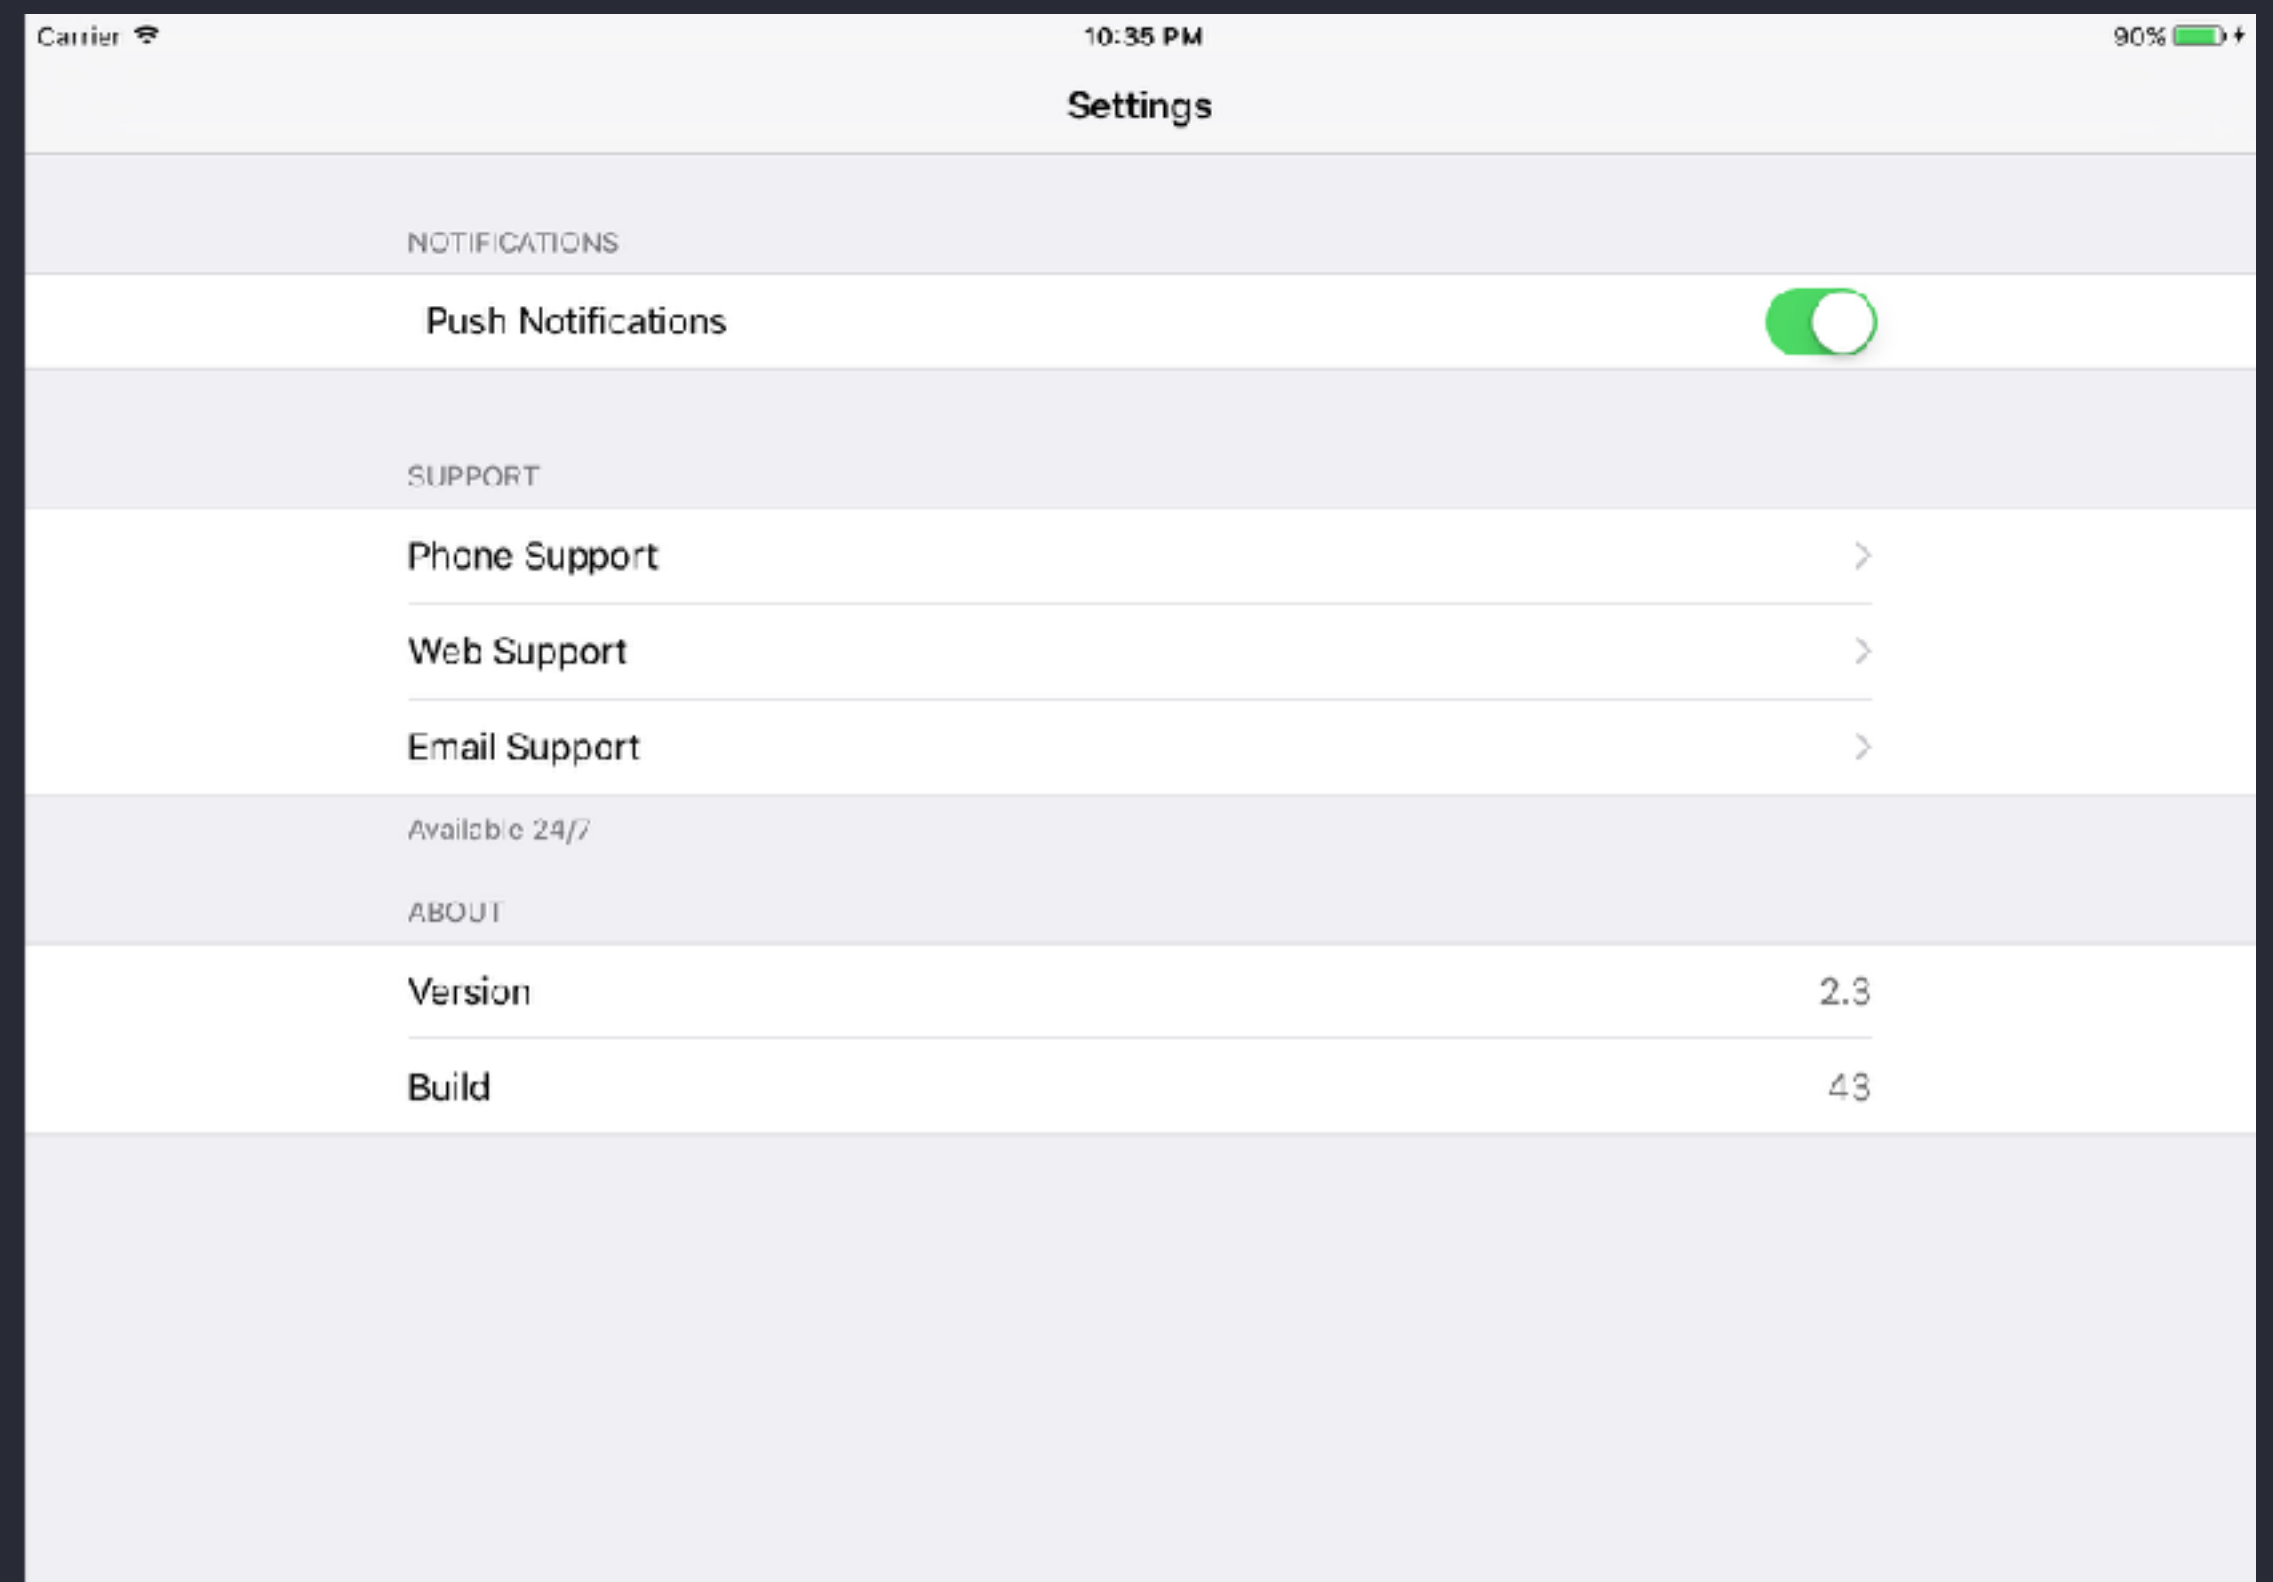 Carrier
10:35 PM
90%
Settings
NOTIFICATIONS
Push Notifications
SUPPORT
Phone Support
Web Support
Email Support
Available 24/7
ABOUT
Version 2.3
Build 43